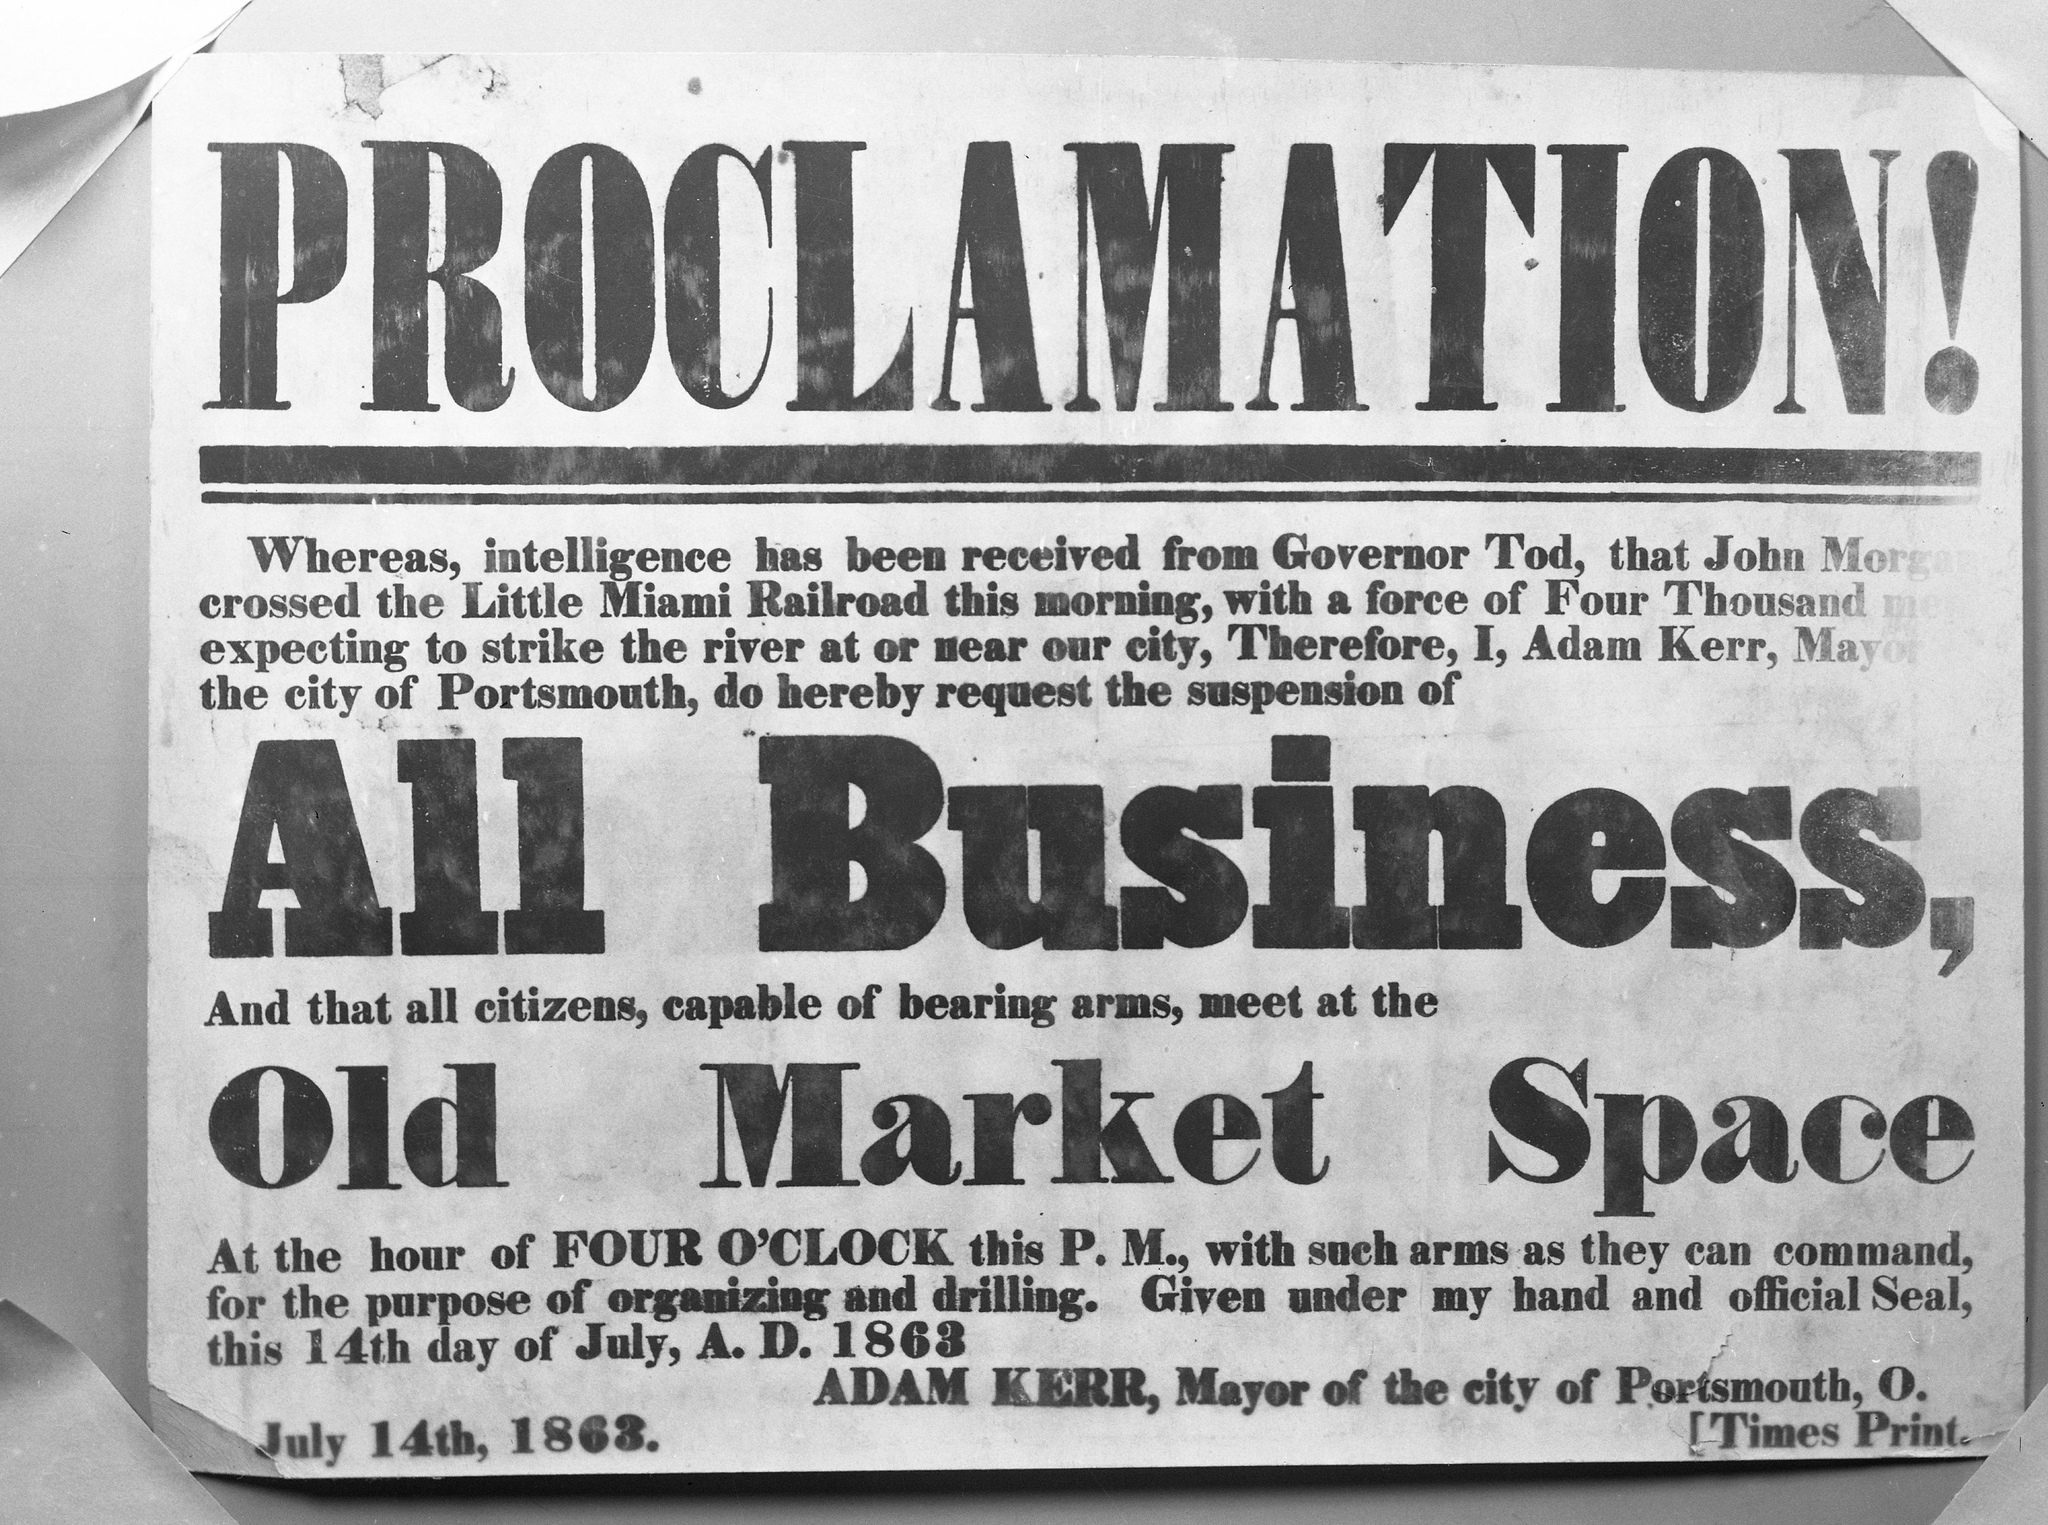 PROCLAMATION!
Whereas, intelligence has been received from Governor Tod, that John Morgan
crossed the Little Miami Railroad this morning, with a force of Four Thousand me
expecting to strike the river at or near our city, Therefore, I, Adam Kerr, Mayor
the city of Portsmouth, do hereby request the suspension of
All Business,
And that all citizens, capable of bearing arms, meet at the
Old Market Space
At the hour of FOUR O'CLOCK this P. M., with such arms as they can command,
for the purpose of organizing and drilling. Given under my hand and official Seal,
this 14th day of July, A. D. 1863
ADAM KERR, Mayor of the city of Portsmouth, O.
July 14th, 1863.
[Times Print.